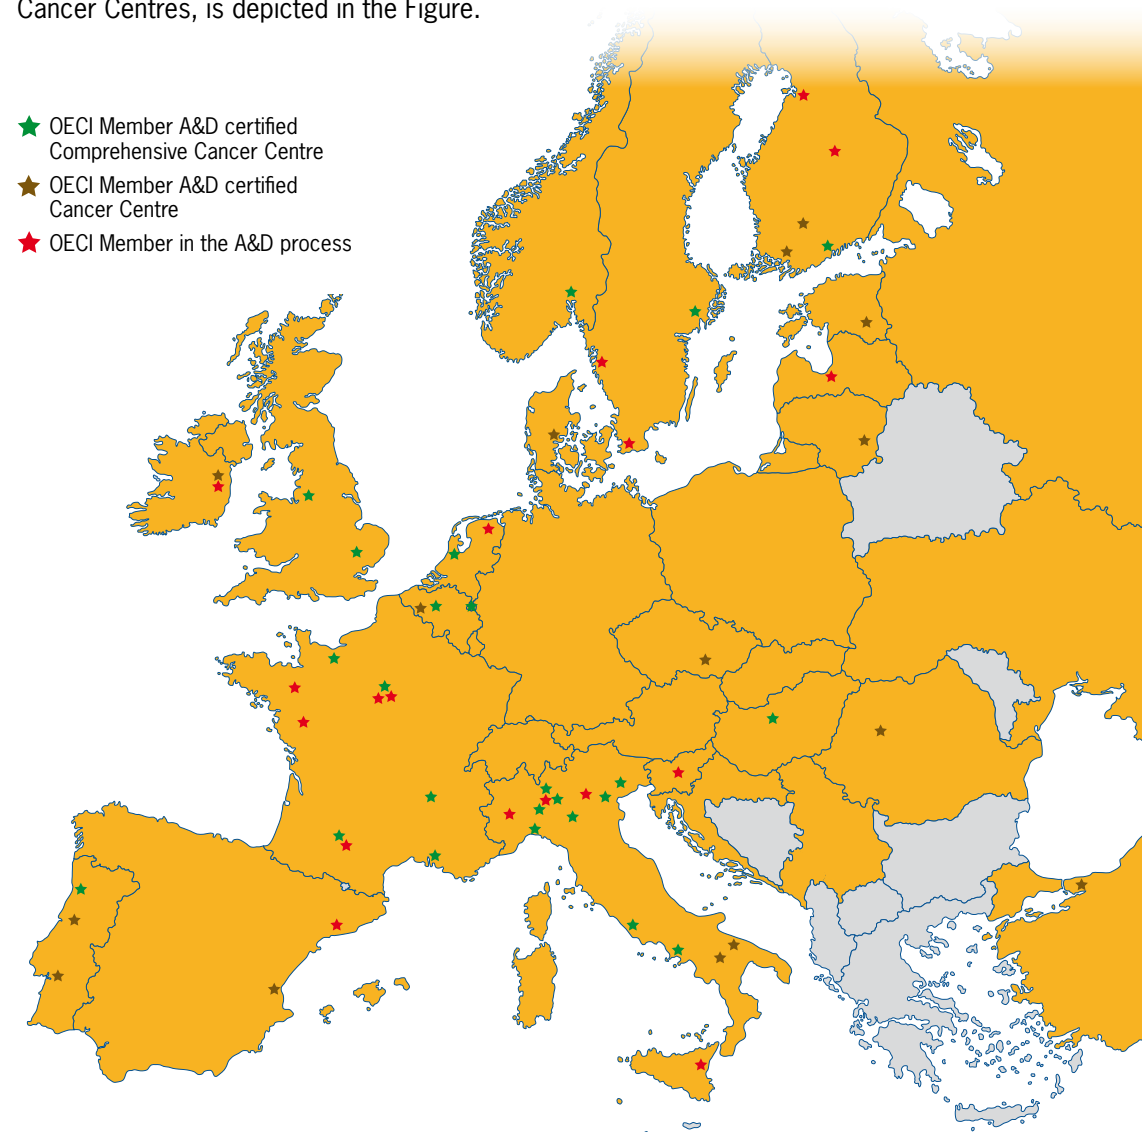 Cancer Centres, is depicted in the Figure.
OECI Member A&D certified
Comprehensive Cancer Centre
OECI Member A&D certified
Cancer Centre
OECI Member in the A&D process